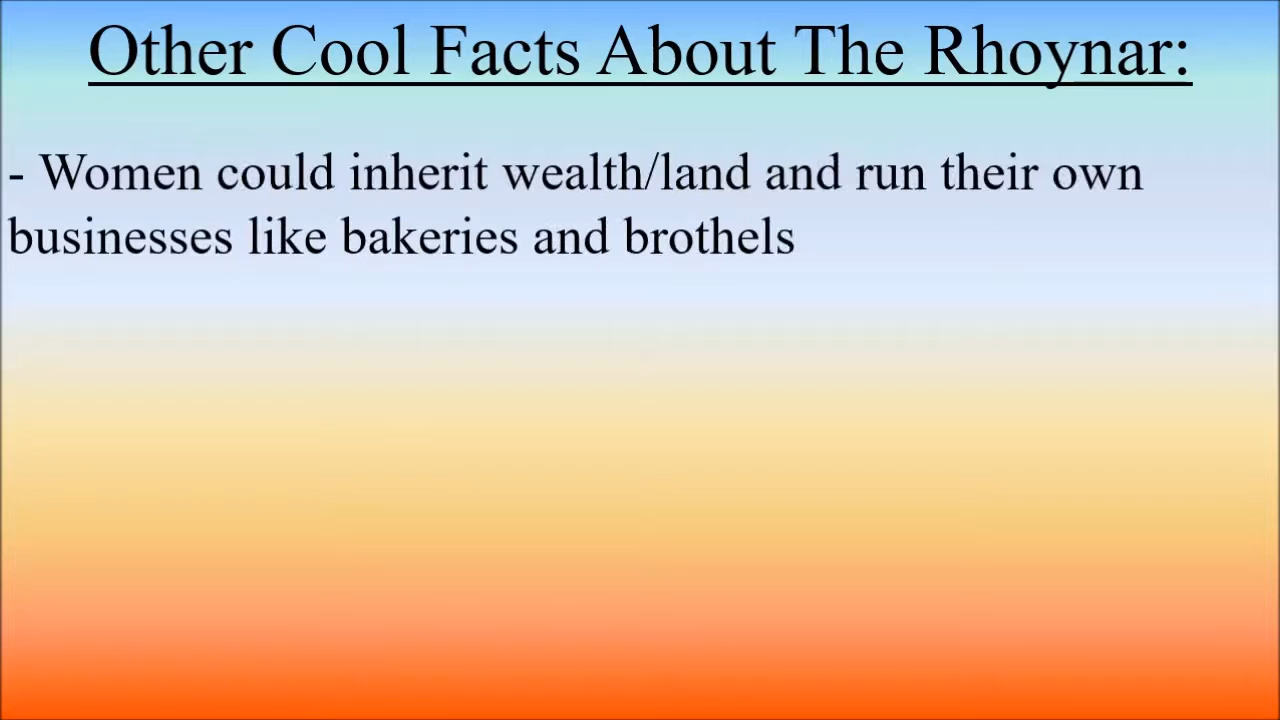 Other Cool Facts About The Rhoynar:
- Women could inherit wealth/land and run their own
businesses like bakeries and brothels